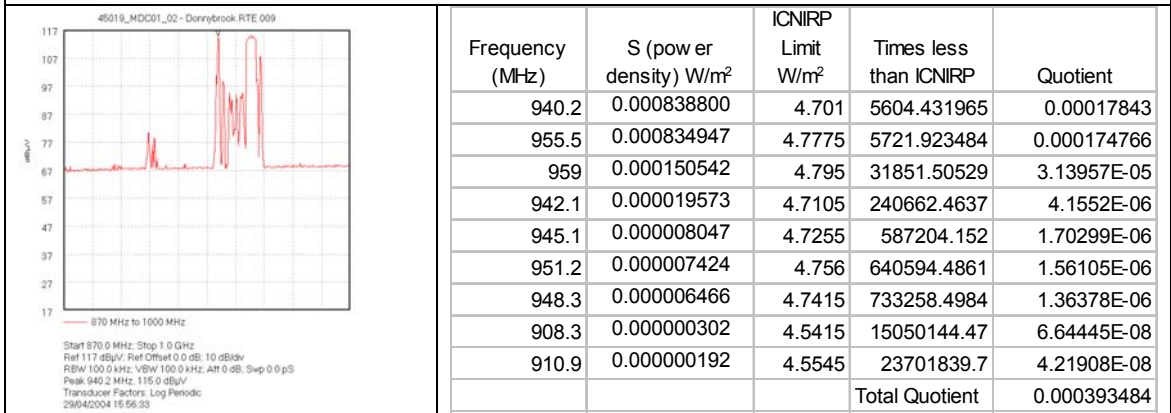 45019_MDC01_02 - Donnybrook RTE 009
117
107
97
87
77
67
57
47
37
27
17
dBµV
870 MHz to 1000 MHz
Start 870.0 MHz; Stop 1.0 GHz
Ref 117 dBµV; Ref Offset 0.0 dB; 10 dB/div
RBW 100.0 kHz; VBW 100.0 kHz; Att 0 dB; Swp 0.0 pS
Peak 940.2 MHz, 115.0 dBµV
Transducer Factors: Log Periodic
29/04/2004 15:56:33
Frequency (MHz) S (power density) W/m² ICNIRP Limit W/m² Times less than ICNIRP Quotient
940.2 0.000838800 4.701 5604.431965 0.00017843
955.5 0.000834947 4.7775 5721.923484 0.000174766
959 0.000150542 4.795 31851.50529 3.13957E-05
942.1 0.000019573 4.7105 240662.4637 4.1552E-06
945.1 0.000008047 4.7255 587204.152 1.70299E-06
951.2 0.000007424 4.756 640594.4861 1.56105E-06
948.3 0.000006466 4.7415 733258.4984 1.36378E-06
908.3 0.000000302 4.5415 15050144.47 6.64445E-08
910.9 0.000000192 4.5545 23701839.7 4.21908E-08
Total Quotient 0.000393484